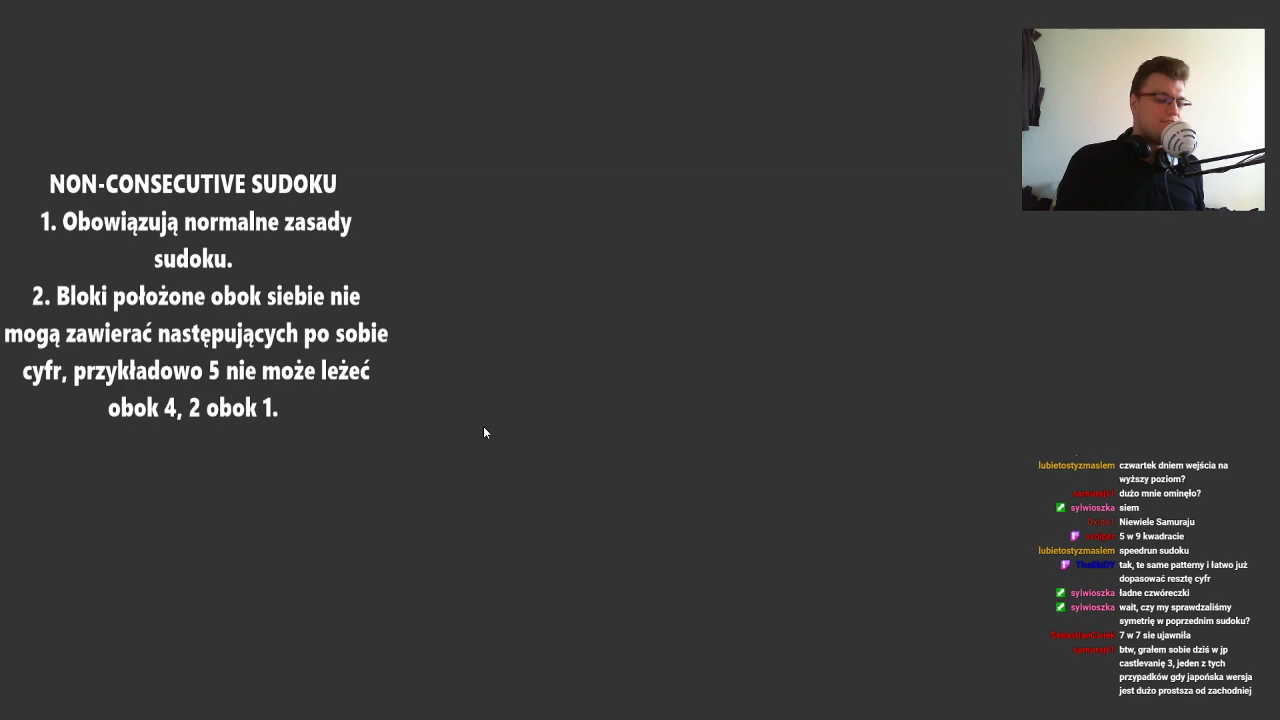 NON-CONSECUTIVE SUDOKU
1. Obowiązują normalne zasady
sudoku.
2. Bloki położone obok siebie nie
mogą zawierać następujących po sobie
cyfr, przykładowo 5 nie może leżeć
obok 4, 2 obok 1.
lubietostyzmaslem czwartek dniem wejścia na
wyższy poziom?
samurajv1 dużo mnie ominęło?
sylwioszka siem
Niewiele Samuraju
5 w 9 kwadracie
lubietostyzmaslem speedrun sudoku
tak, te same patterny i łatwo już
dopasować resztę cyfr
sylwioszka ładne czwóreczki
sylwioszka wait, czy my sprawdzaliśmy
symetrię w poprzednim sudoku?
SebastianCwiek 7 w 7 sie ujawniła
samurajv1 btw, grałem sobie dziś w jp
castlevanię 3, jeden z tych
przypadków gdy japońska wersja
jest dużo prostsza od zachodniej